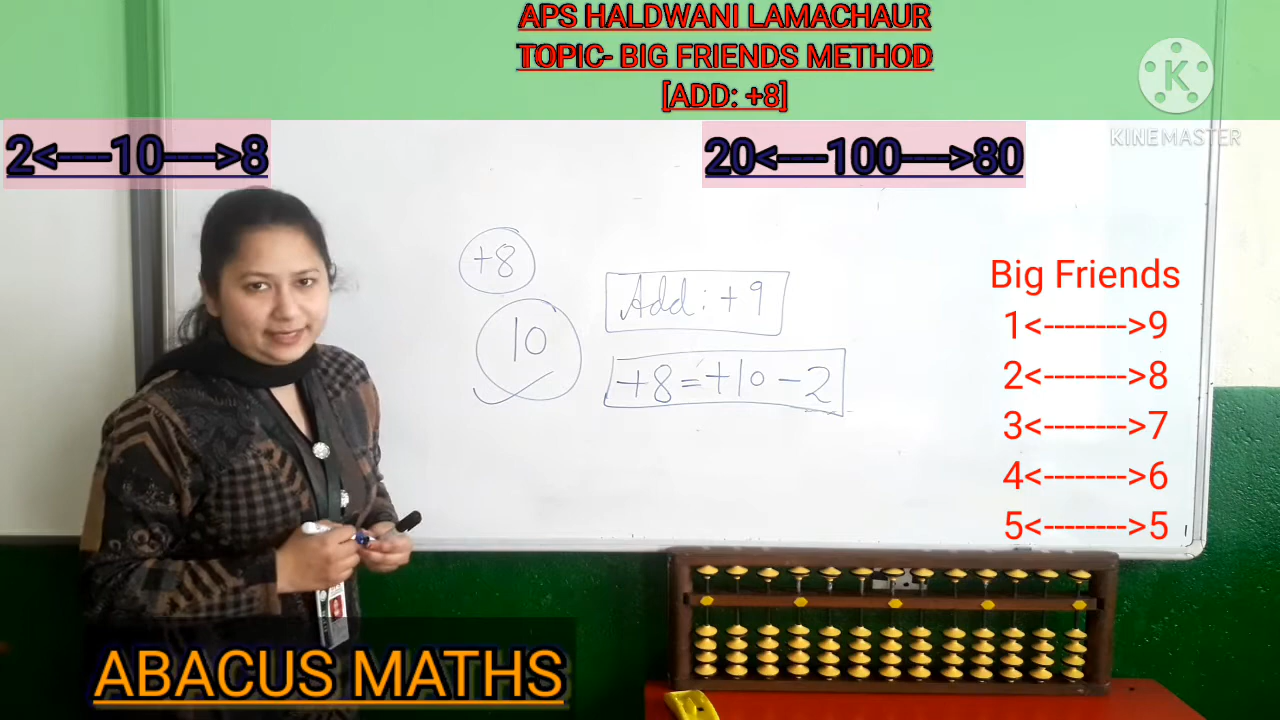 APS HALDWANI LAMACHAUR
TOPIC- BIG FRIENDS METHOD
[ADD: +8]
K
KINEMASTER
2<----10---->8
20<----100---->80
+8
10
Add: +9
+8=+10-2
Big Friends
1<-------->9
2<-------->8
3<-------->7
4<-------->6
5<-------->5
ABACUS MATHS